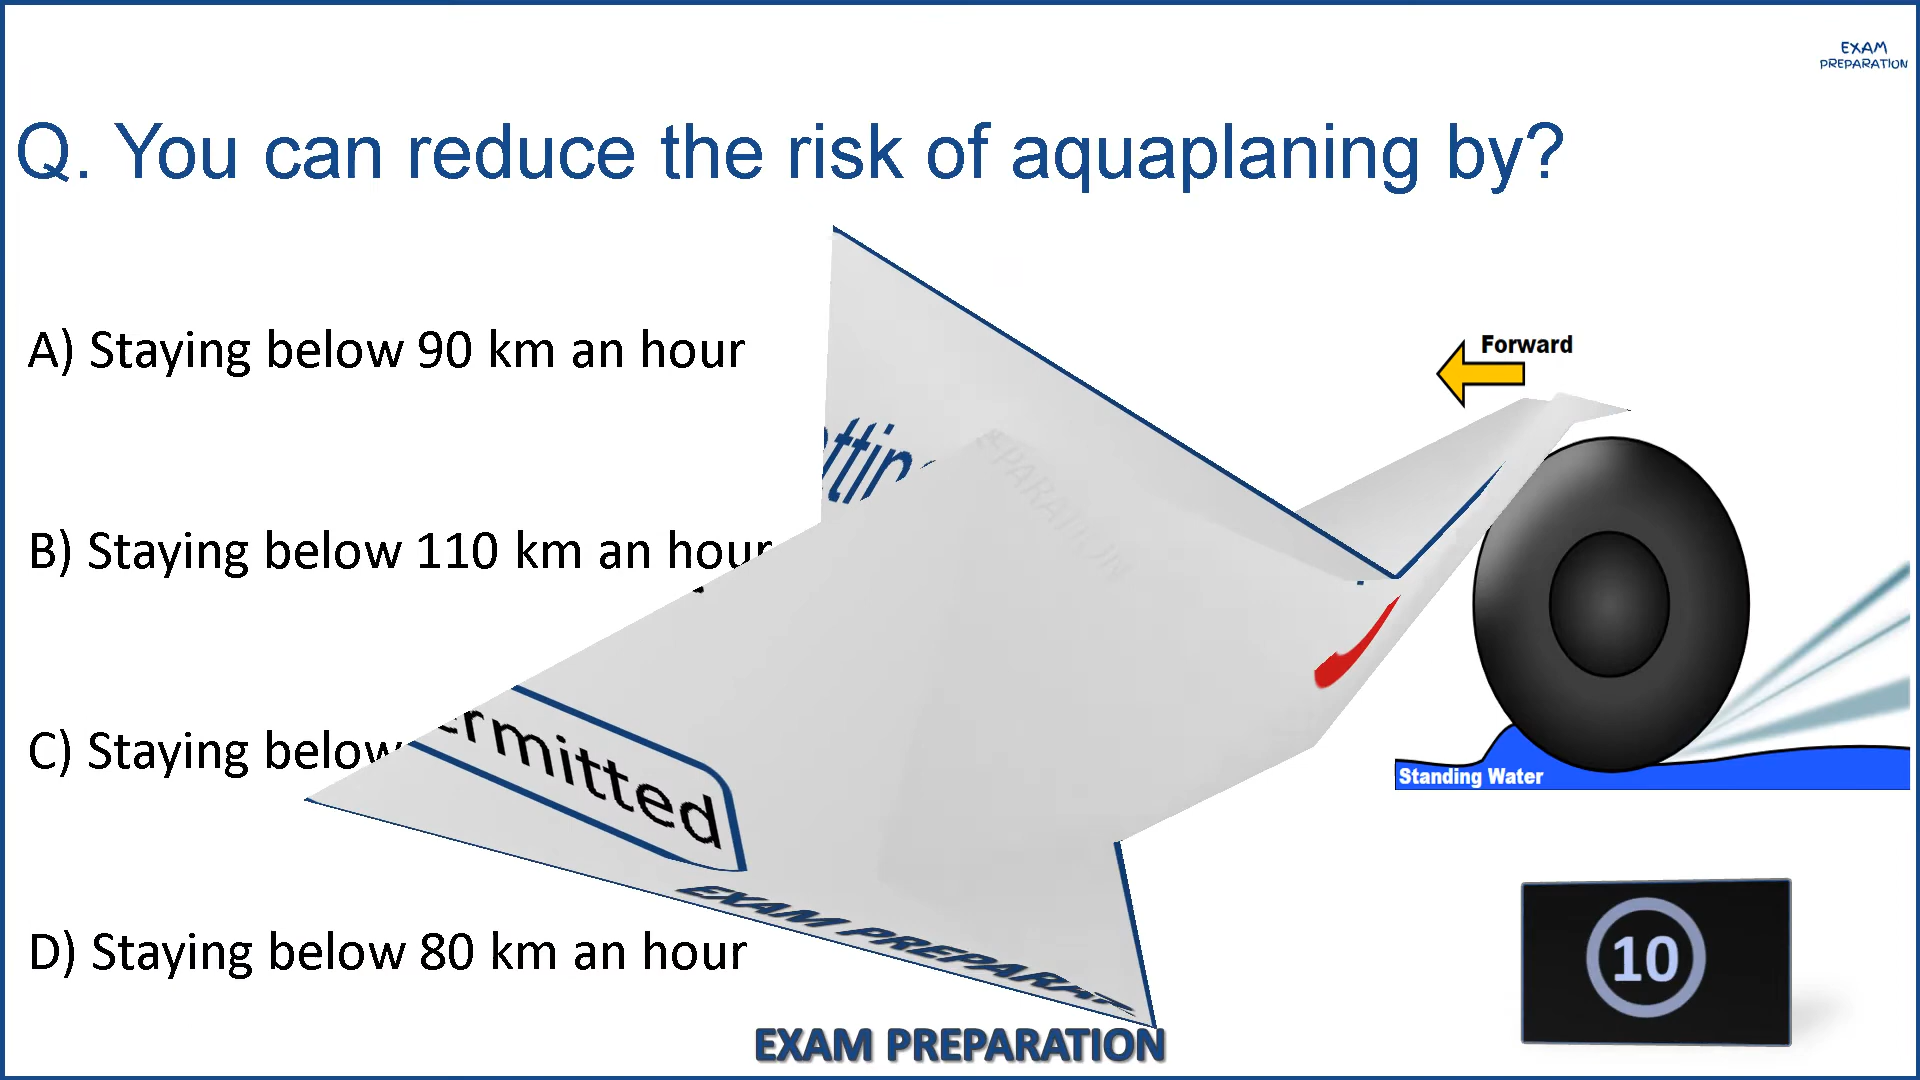 EXAM
PREPARATION
Q. You can reduce the risk of aquaplaning by?
A) Staying below 90 km an hour
Forward
B) Staying below 110 km an hour
C) Staying below
Standing Water
D) Staying below 80 km an hour
10
EXAM PREPARATION